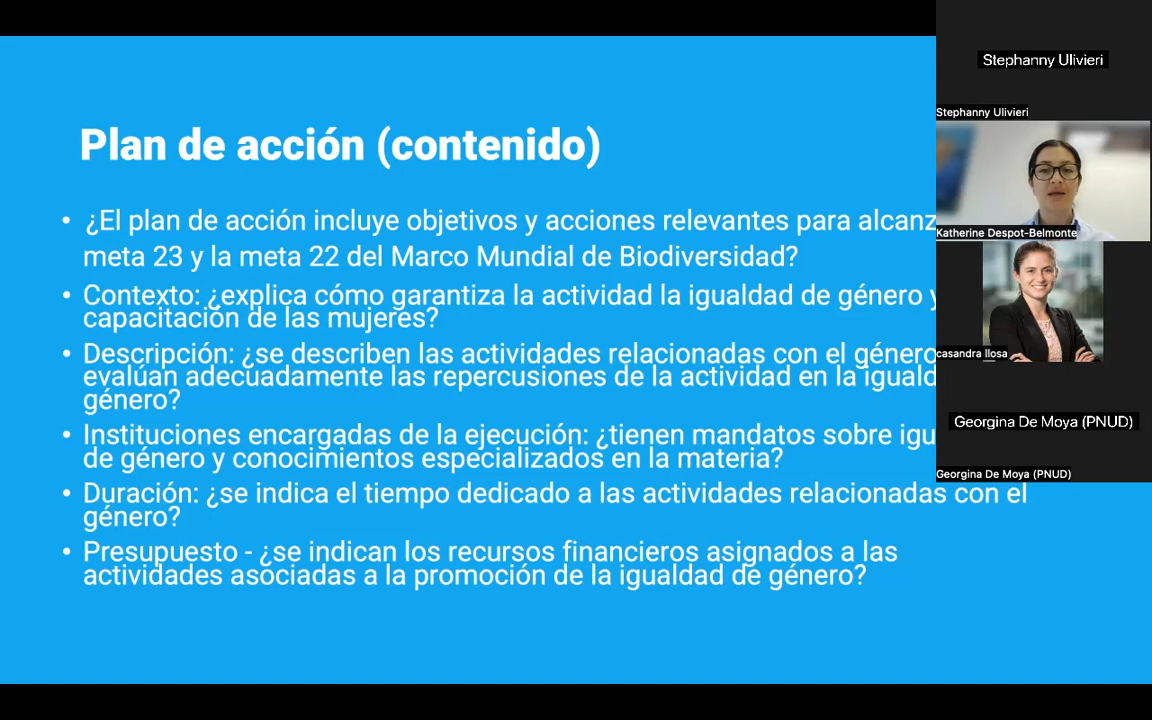 Plan de acción (contenido)
• ¿El plan de acción incluye objetivos y acciones relevantes para
meta 23 y la meta 22 del Marco Mundial de Biodiversidad?
• Contexto: ¿explica cómo garantiza la actividad la igualdad de género y
capacitación de las mujeres?
• Descripción: ¿se describen las actividades relacionadas con el género
evalúan adecuadamente las repercusiones de la actividad en la
género?
• Instituciones encargadas de la ejecución: ¿tienen mandatos sobre
de género y conocimientos especializados en la materia?
• Duración: ¿se indica el tiempo dedicado a las actividades relacionadas con el
género?
• Presupuesto - ¿se indican los recursos financieros asignados a las
actividades asociadas a la promoción de la igualdad de género?
Stephanny Ulivieri
Stephanny Ulivieri
Katherine Despot-Belmonte
casandra llosa
Georgina De Moya (PNUD)
Georgina De Moya (PNUD)